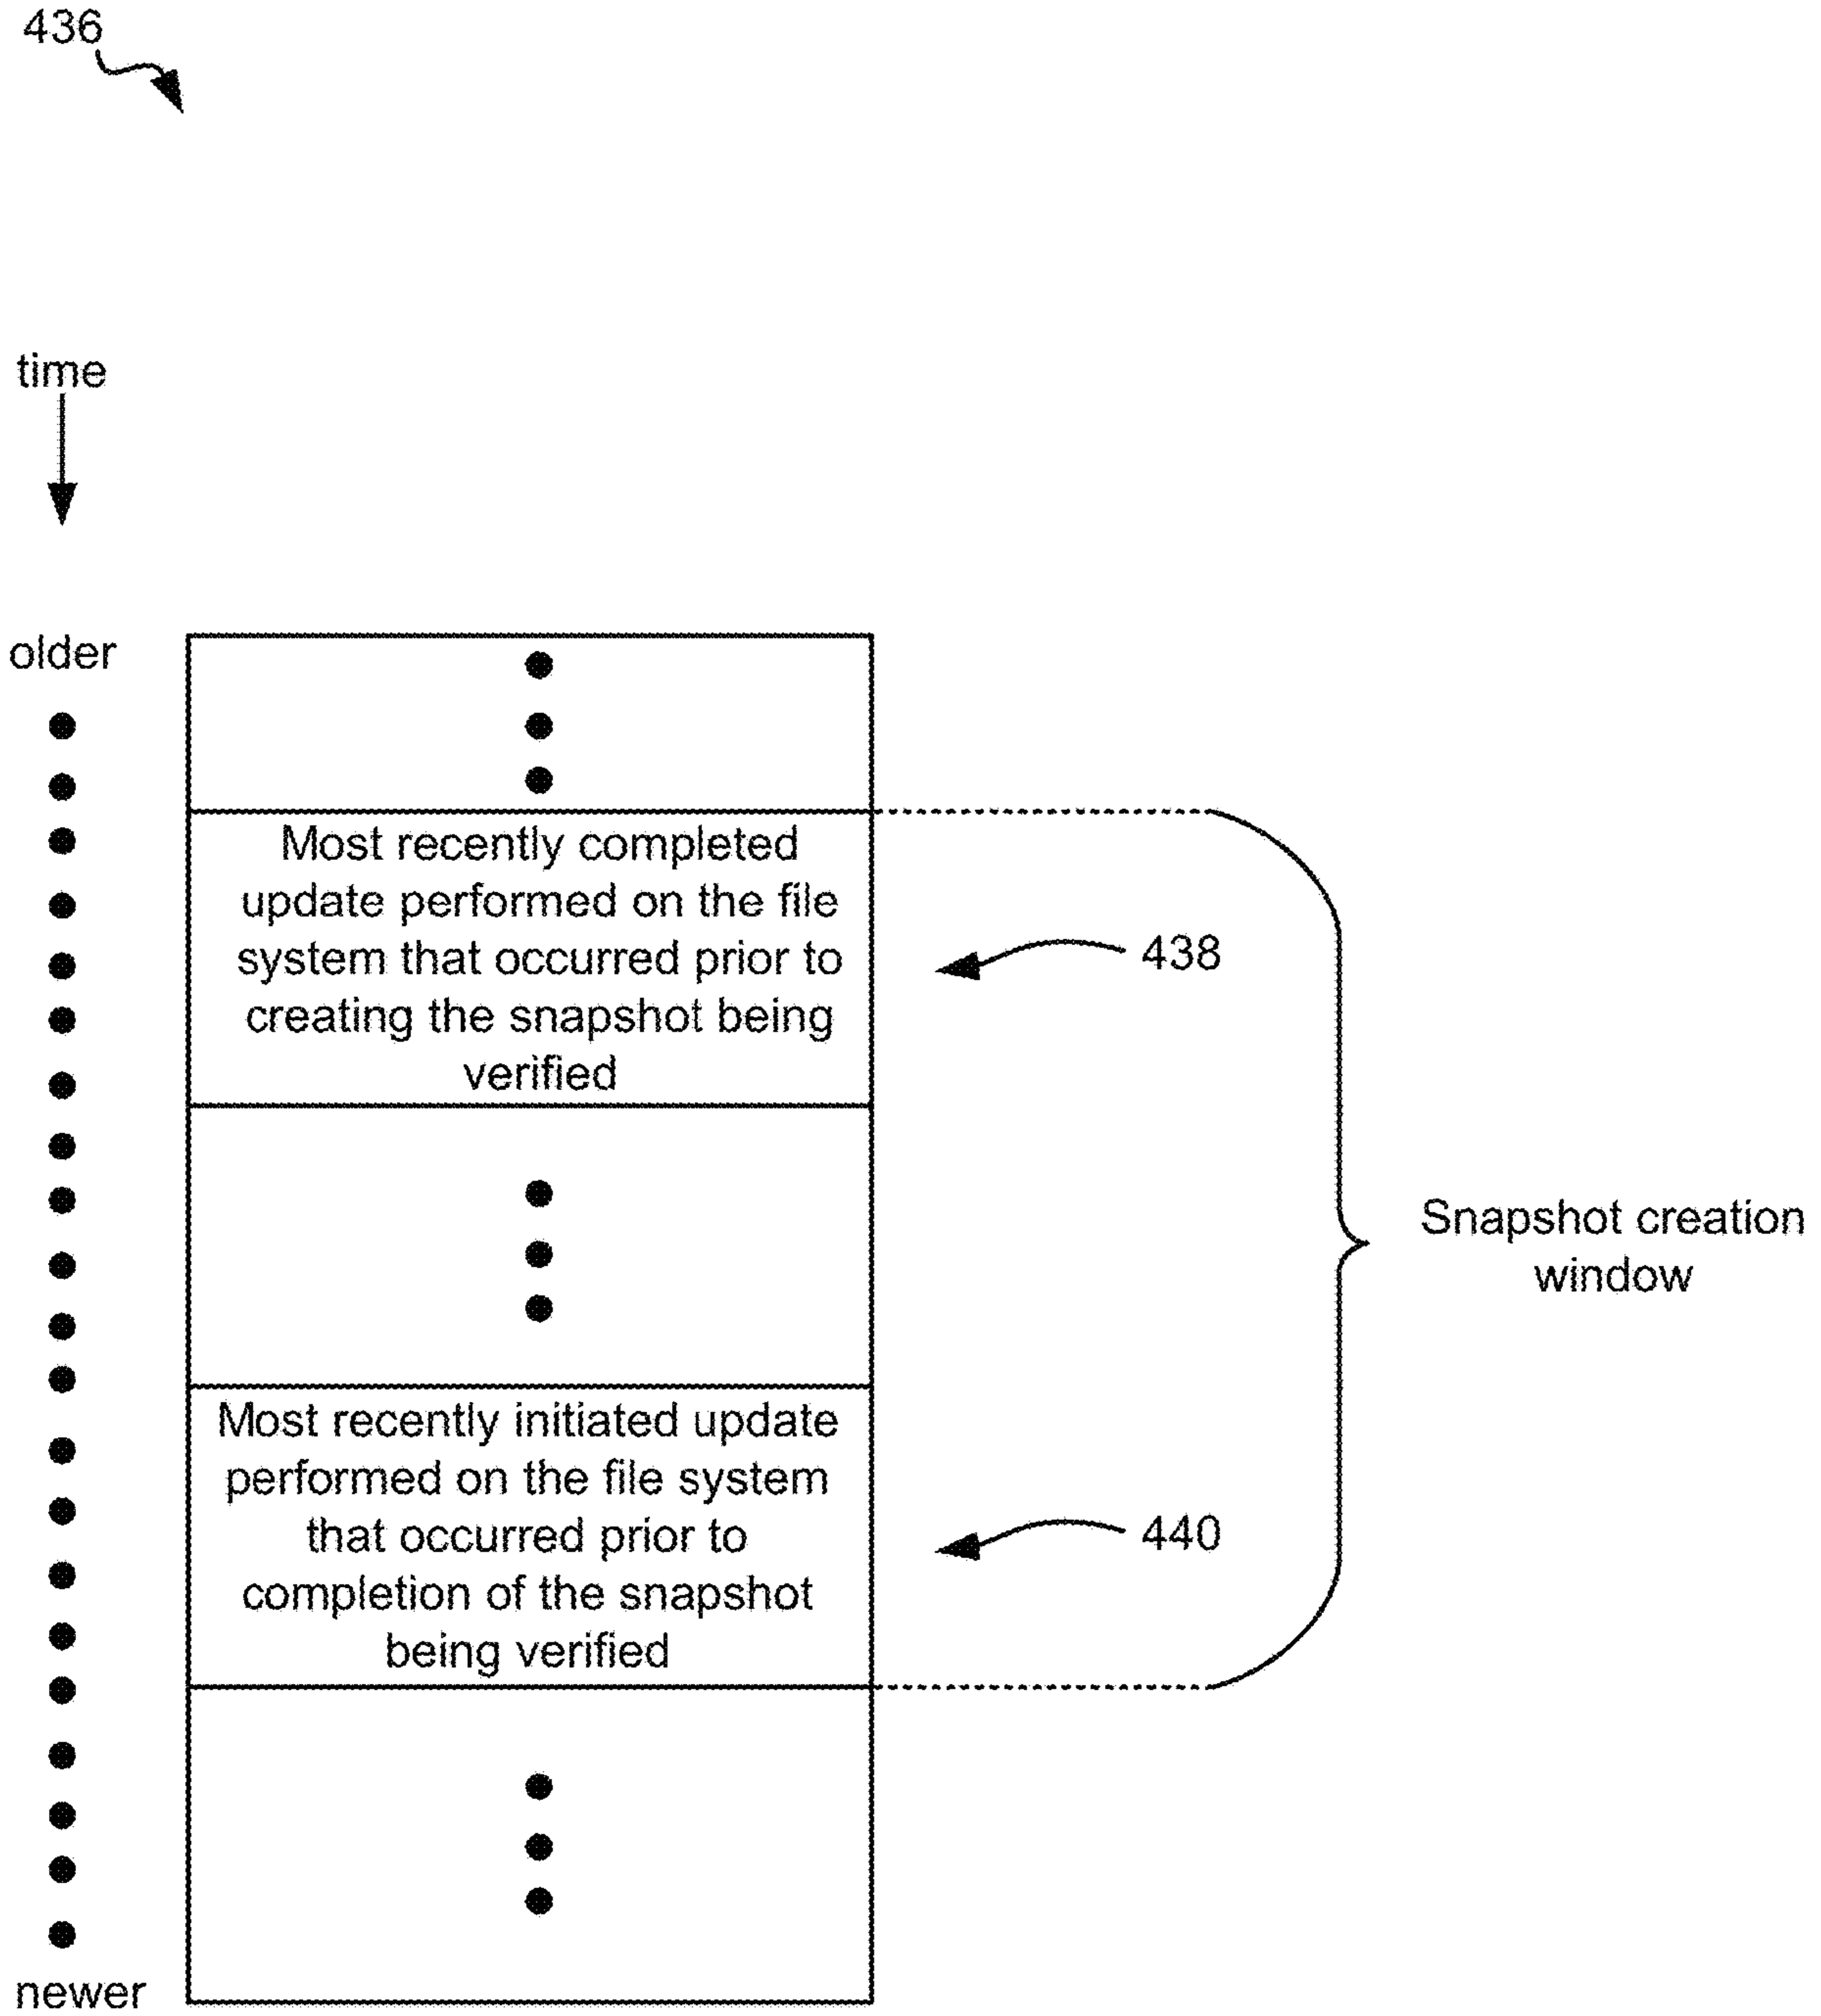 436
time
older
Most recently completed
update performed on the file
system that occurred prior to
creating the snapshot being
verified
438
Snapshot creation
window
Most recently initiated update
performed on the file system
that occurred prior to
completion of the snapshot
being verified
440
newer